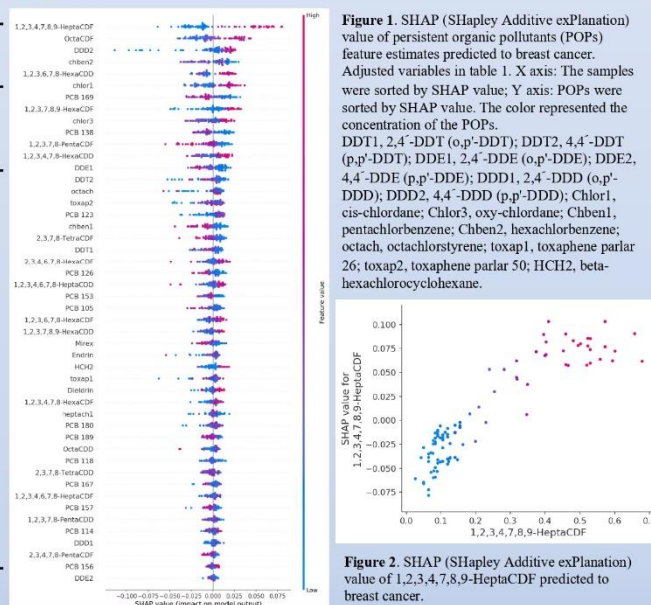 High
1,2,3,4,7,8,9-HeptaCDF
OctaCDF
DDD2
chben2
1,2,3,6,7,8-HexaCDD
chlor1
PCB 169
1,2,3,7,8,9-HexaCDF
chlor3
PCB 138
1,2,3,7,8-PentaCDF
1,2,3,4,7,8-HexaCDD
DDE1
DDT2
octach
toxap2
PCB 123
chben1
2,3,7,8-TetraCDF
DDT1
2,3,4,6,7,8-HexaCDF
PCB 126
1,2,3,4,6,7,8-HeptaCDD
PCB 153
PCB 105
1,2,3,6,7,8-HexaCDF
1,2,3,7,8,9-HexaCDD
Mirex
Endrin
HCH2
toxap1
Dieldrin
1,2,3,4,7,8-HexaCDF
heptach1
PCB 180
PCB 189
OctaCDD
PCB 118
2,3,7,8-TetraCDD
PCB 167
1,2,3,4,6,7,8-HeptaCDF
PCB 157
1,2,3,7,8-PentaCDD
PCB 114
DDD1
2,3,4,7,8-PentaCDF
PCB 156
DDE2
Feature value
Low
−0.100 −0.075 −0.050 −0.025 0.000 0.025 0.050 0.075
SHAP value (impact on model output)
Figure 1. SHAP (SHapley Additive exPlanation)
value of persistent organic pollutants (POPs)
feature estimates predicted to breast cancer.
Adjusted variables in table 1. X axis: The samples
were sorted by SHAP value; Y axis: POPs were
sorted by SHAP value. The color represented the
concentration of the POPs.
DDT1, 2,4´-DDT (o,p'-DDT); DDT2, 4,4´-DDT
(p,p'-DDT); DDE1, 2,4´-DDE (o,p'-DDE); DDE2,
4,4´-DDE (p,p'-DDE); DDD1, 2,4´-DDD (o,p'-
DDD); DDD2, 4,4´-DDD (p,p'-DDD); Chlor1,
cis-chlordane; Chlor3, oxy-chlordane; Chben1,
pentachlorbenzene; Chben2, hexachlorbenzene;
octach, octachlorstyrene; toxap1, toxaphene parlar
26; toxap2, toxaphene parlar 50; HCH2, beta-
hexachlorocyclohexane.
SHAP value for
1,2,3,4,7,8,9-HeptaCDF
0.100
0.075
0.050
0.025
0.000
−0.025
−0.050
−0.075
0.0 0.1 0.2 0.3 0.4 0.5 0.6
1,2,3,4,7,8,9-HeptaCDF
Figure 2. SHAP (SHapley Additive exPlanation)
value of 1,2,3,4,7,8,9-HeptaCDF predicted to
breast cancer.